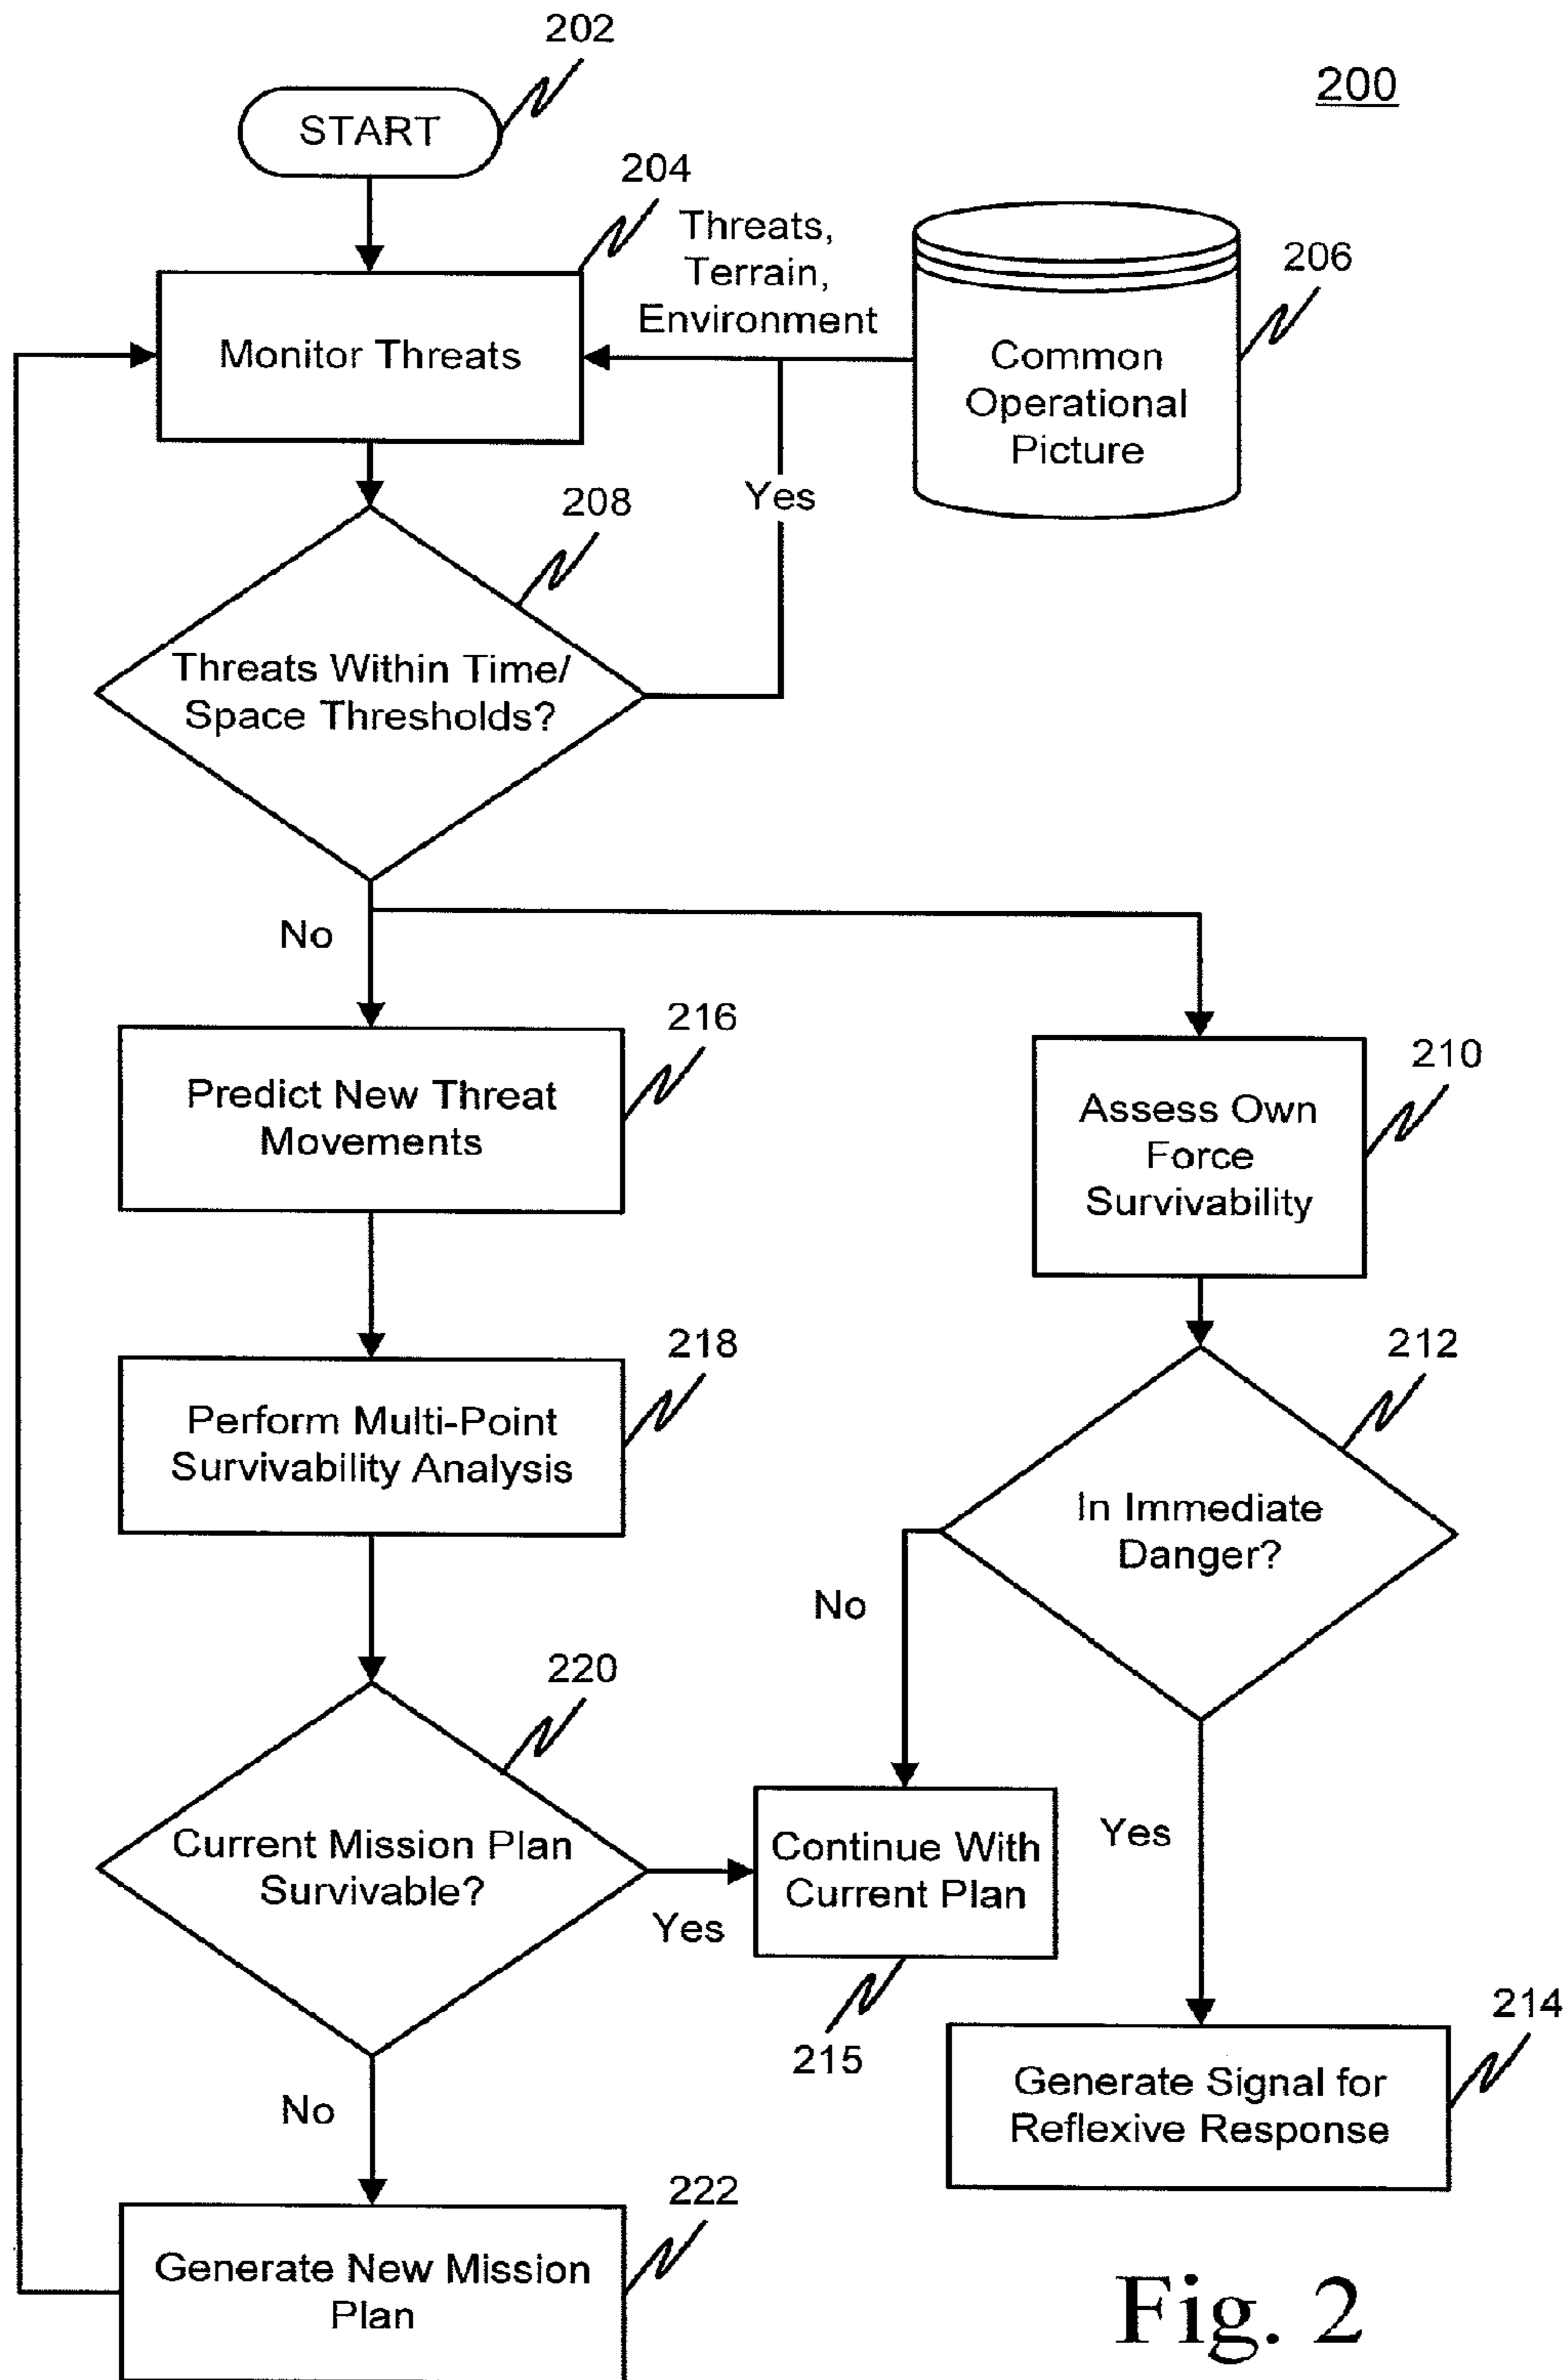 202
200
START
204
Threats,
Terrain,
Environment
206
Monitor Threats
Common
Operational
Picture
208
Yes
Threats Within Time/
Space Thresholds?
No
216
Predict New Threat
Movements
210
Assess Own
Force
Survivability
218
Perform Multi-Point
Survivability Analysis
212
In Immediate
Danger?
No
220
Current Mission Plan
Survivable?
Yes
Continue With
Current Plan
Yes
215
214
Generate Signal for
Reflexive Response
No
222
Generate New Mission
Plan
Fig. 2